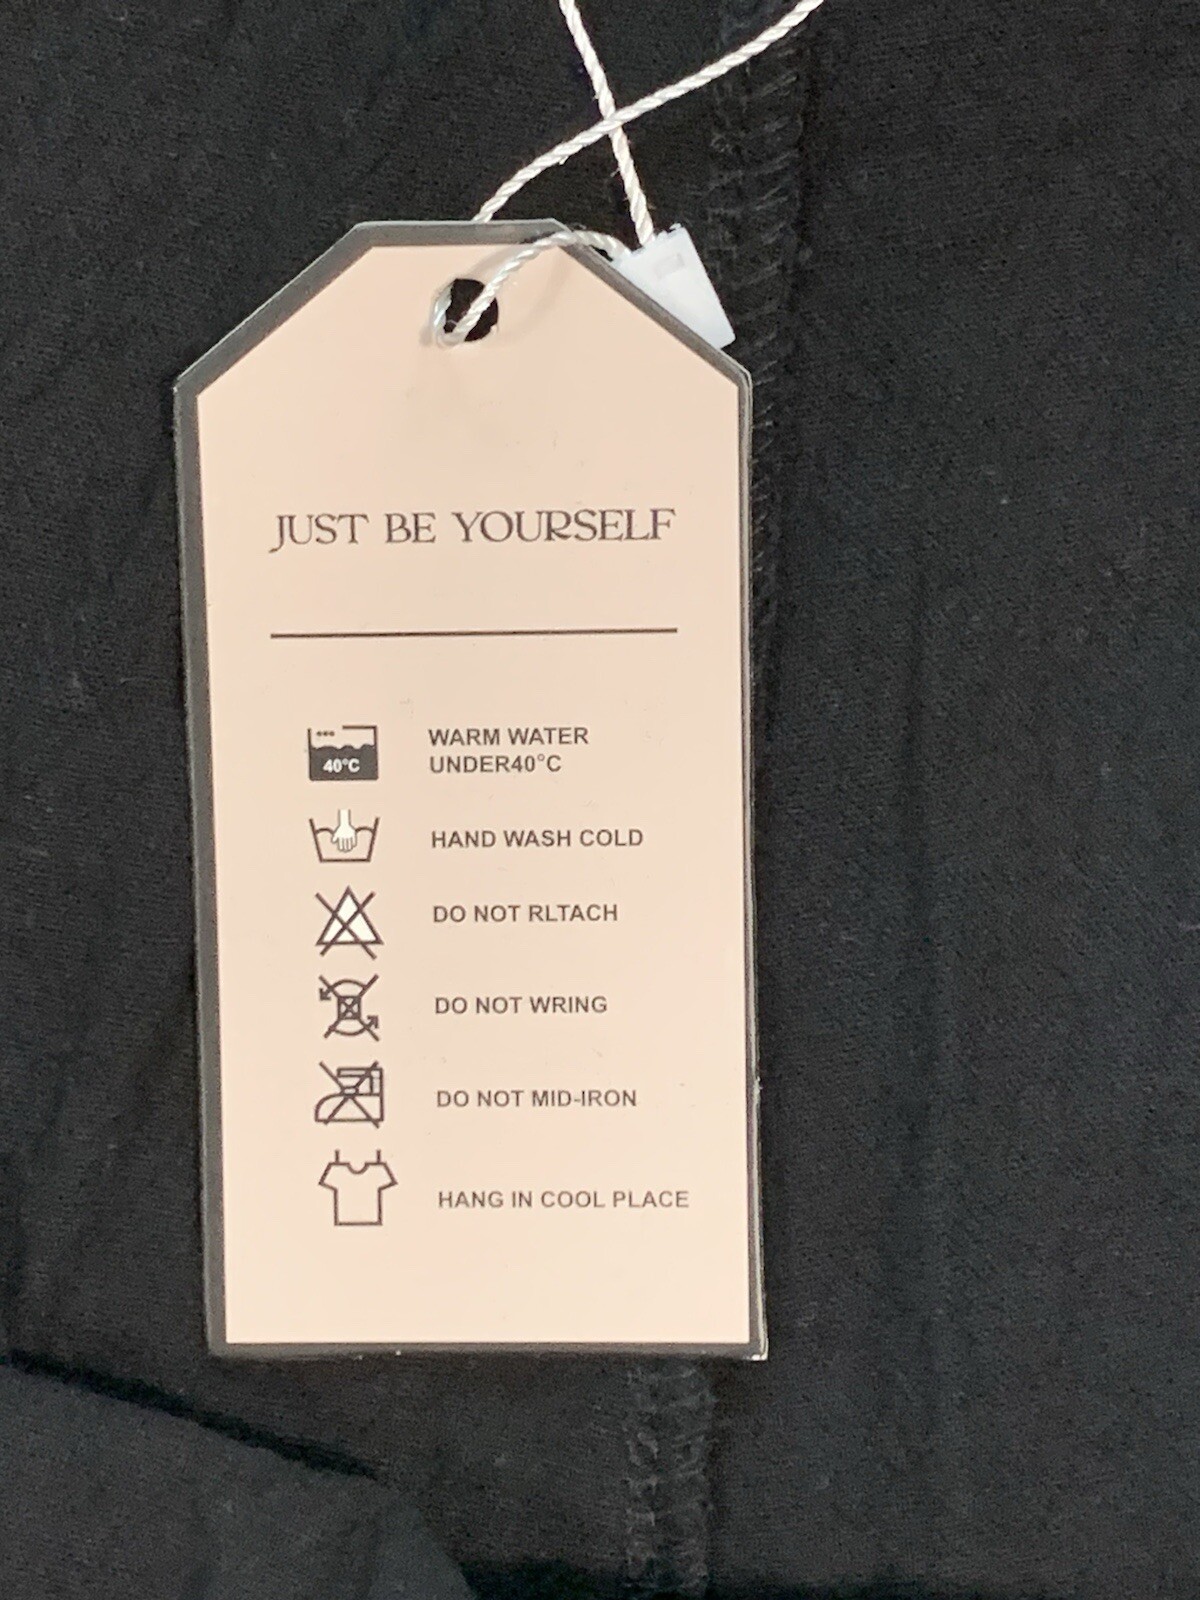 JUST BE YOURSELF
40°C
WARM WATER
UNDER40°C
HAND WASH COLD
DO NOT RLTACH
DO NOT WRING
DO NOT MID-IRON
HANG IN COOL PLACE